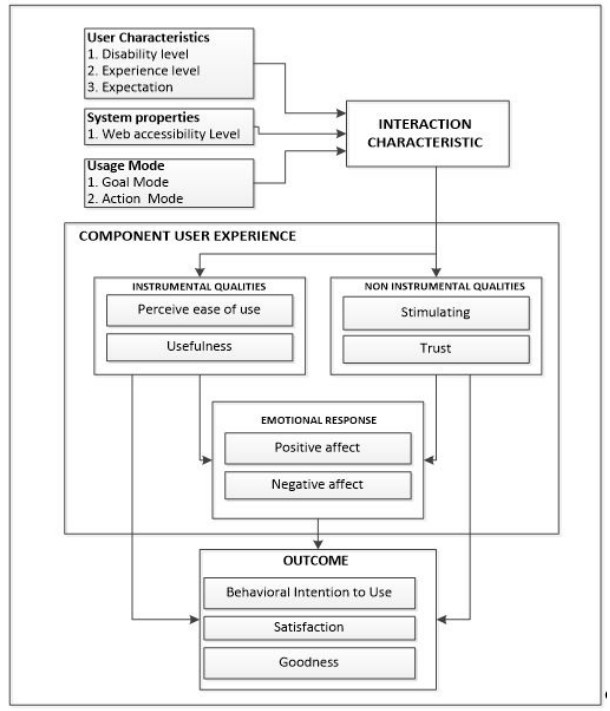 User Characteristics
1. Disability level
2. Experience level
3. Expectation
System properties
1. Web accessibility Level
Usage Mode
1. Goal Mode
2. Action Mode
INTERACTION
CHARACTERISTIC
COMPONENT USER EXPERIENCE
INSTRUMENTAL QUALITIES
Perceive ease of use
Usefulness
NON INSTRUMENTAL QUALITIES
Stimulating
Trust
EMOTIONAL RESPONSE
Positive affect
Negative affect
OUTCOME
Behavioral Intention to Use
Satisfaction
Goodness